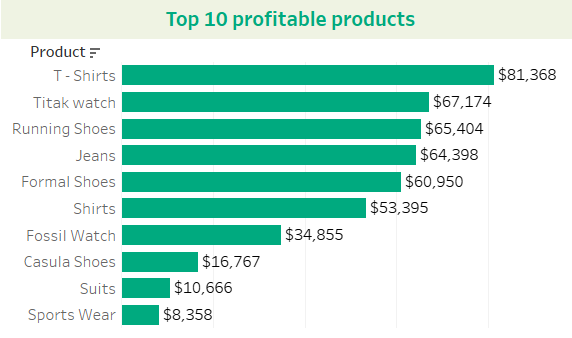 Top 10 profitable products
Product
T - Shirts $81,368
Titak watch $67,174
Running Shoes $65,404
Jeans $64,398
Formal Shoes $60,950
Shirts $53,395
Fossil Watch $34,855
Casula Shoes $16,767
Suits $10,666
Sports Wear $8,358